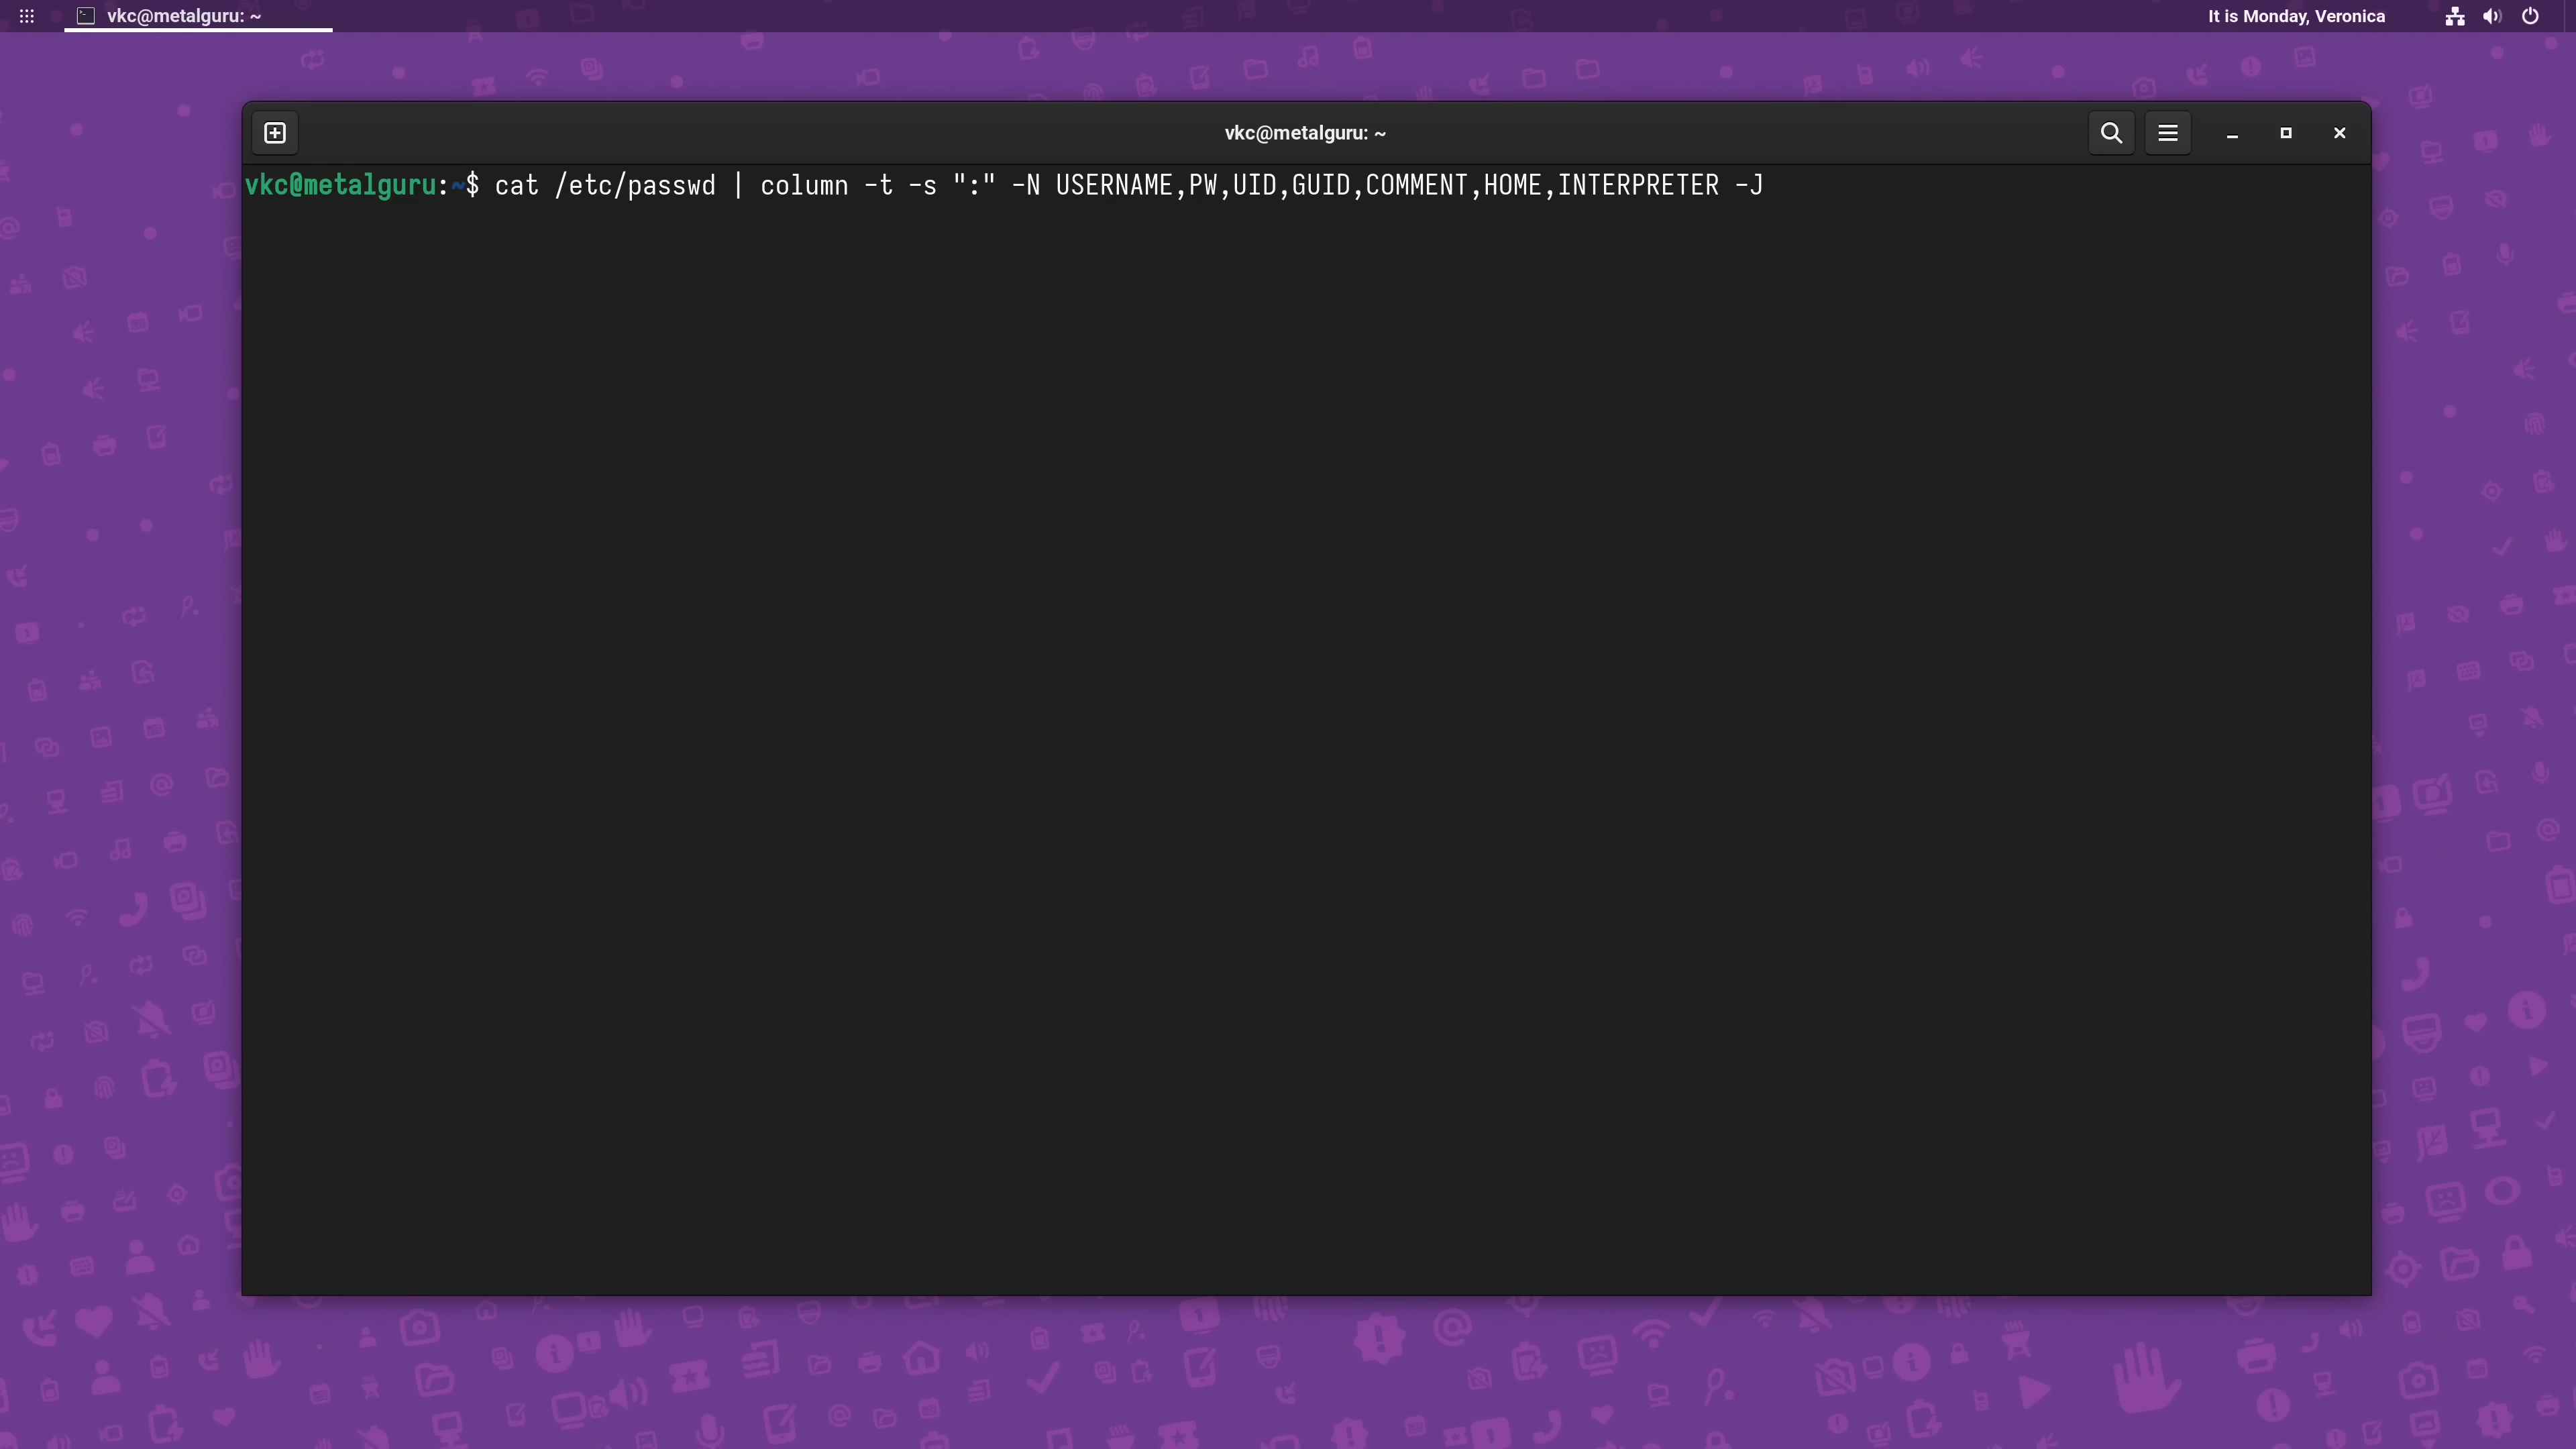 vkc@metalguru: ~
It is Monday, Veronica
vkc@metalguru: ~
vkc@metalguru:~$ cat /etc/passwd | column -t -s ":" -N USERNAME,PW,UID,GUID,COMMENT,HOME,INTERPRETER -J